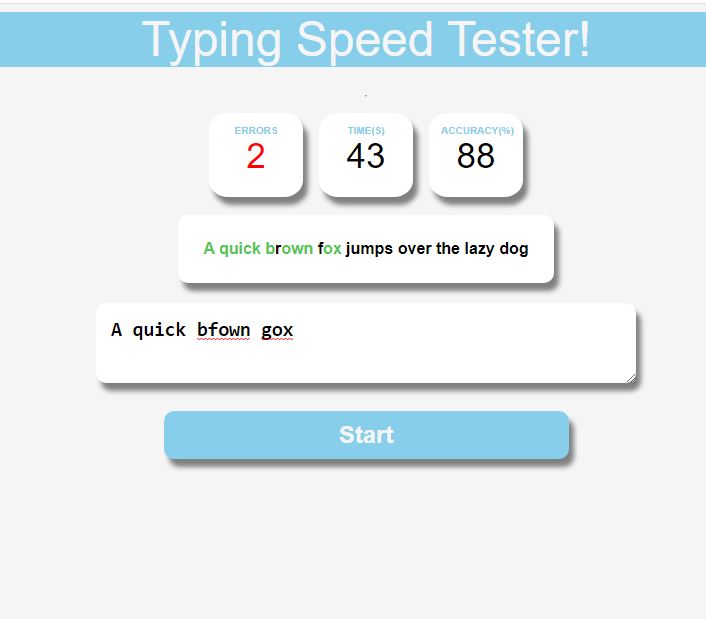 Typing Speed Tester!
ERRORS TIME(S) ACCURACY(%)
2 43 88
A quick brown fox jumps over the lazy dog
A quick bfown gox
Start